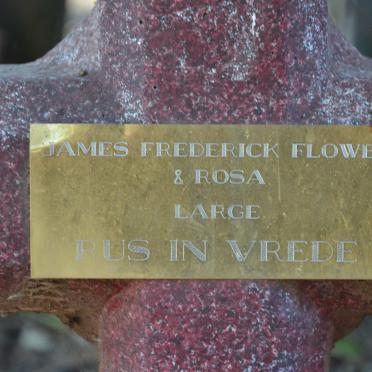 JAMES FREDERICK FLOWE
& ROSA
LARGE
RUS IN VREDE